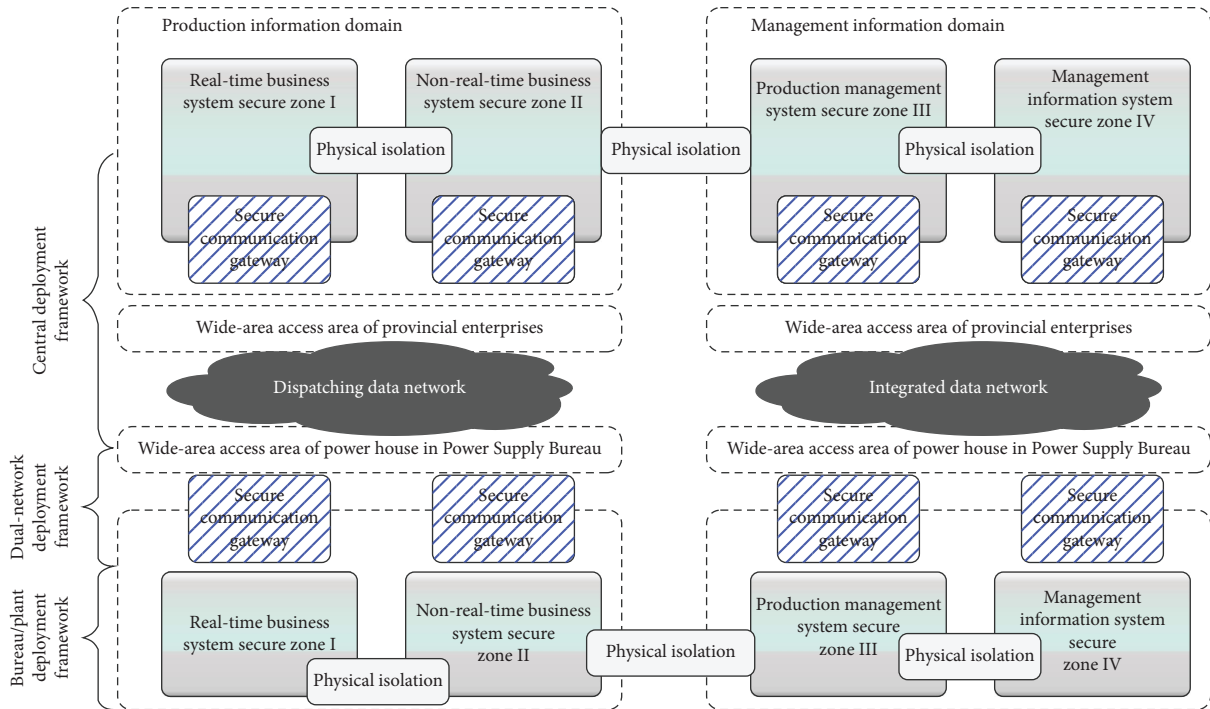 Production information domain
Management information domain
Real-time business
system secure zone I
Non-real-time business
system secure zone II
Production management
system secure zone III
Management
information system
secure zone IV
Physical isolation
Physical isolation
Physical isolation
Secure
communication
gateway
Secure
communication
gateway
Secure
communication
gateway
Secure
communication
gateway
Central deployment
framework
Wide-area access area of provincial enterprises
Wide-area access area of provincial enterprises
Dispatching data network
Integrated data network
Wide-area access area of power house in Power Supply Bureau
Wide-area access area of power house in Power Supply Bureau
Dual-network
deployment
framework
Secure
communication
gateway
Secure
communication
gateway
Secure
communication
gateway
Secure
communication
gateway
Bureau/plant
deployment
framework
Real-time business
system secure zone I
Non-real-time business
system secure
zone II
Production management
system secure
zone III
Management
information system
secure
zone IV
Physical isolation
Physical isolation
Physical isolation